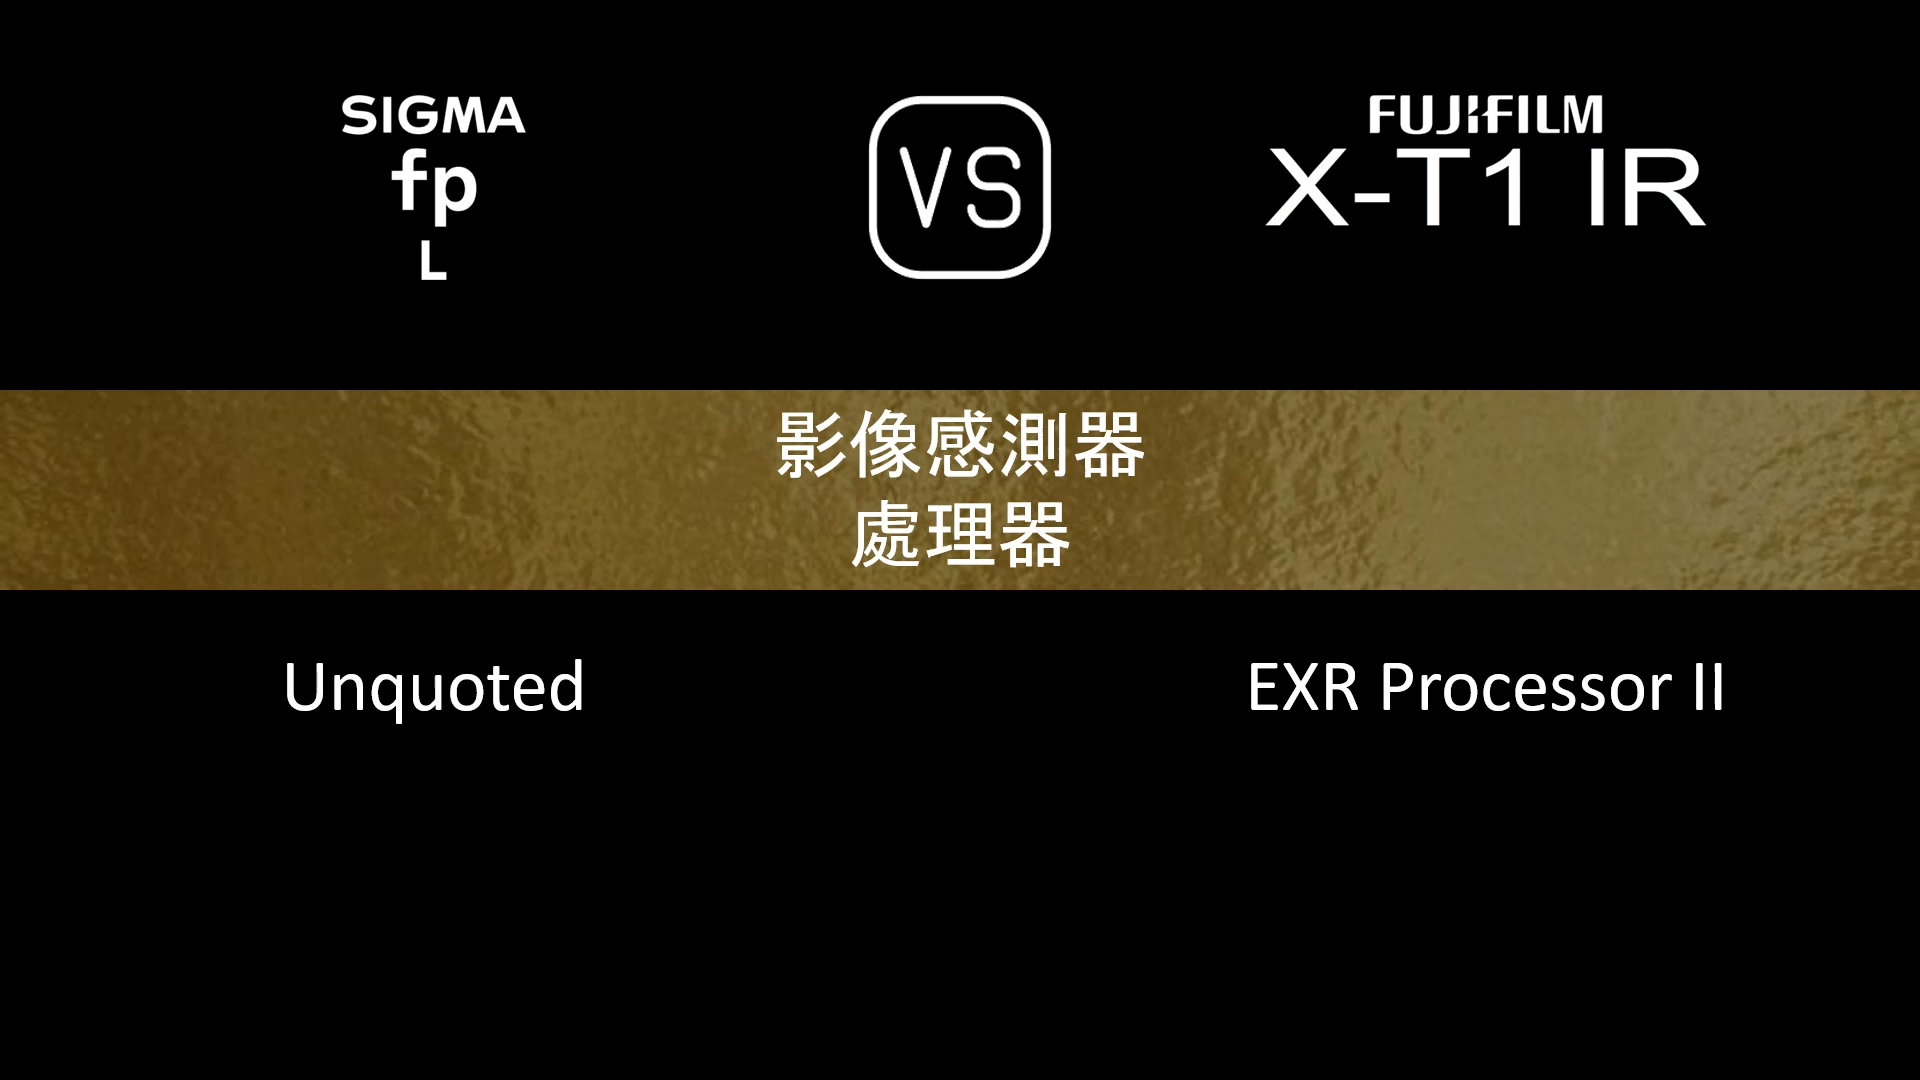 SIGMA
fp
L
VS
FUJIFILM
X-T1 IR
影像感測器
處理器
Unquoted
EXR Processor II